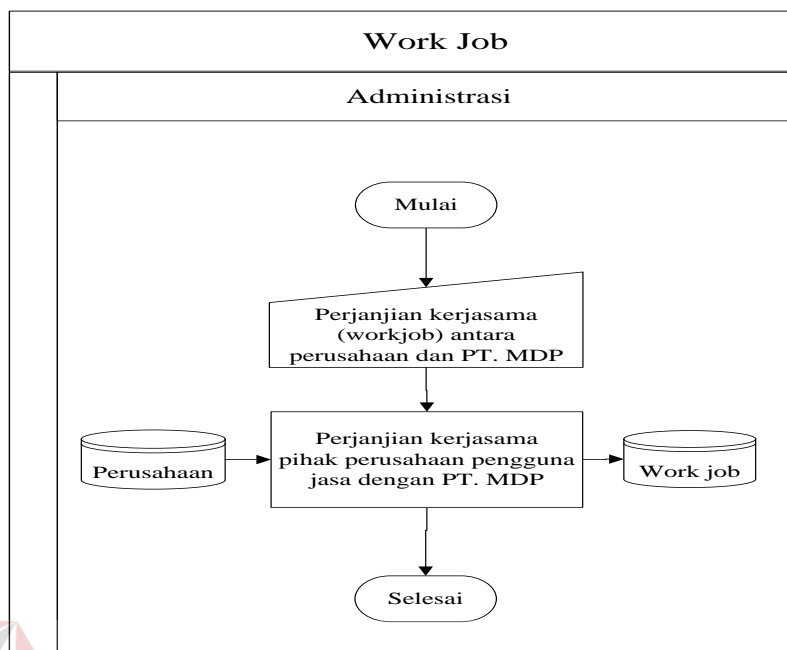 Work Job
Administrasi
Mulai
Perjanjian kerjasama
(workjob) antara
perusahaan dan PT. MDP
Perusahaan
Perjanjian kerjasama
pihak perusahaan pengguna
jasa dengan PT. MDP
Work job
Selesai